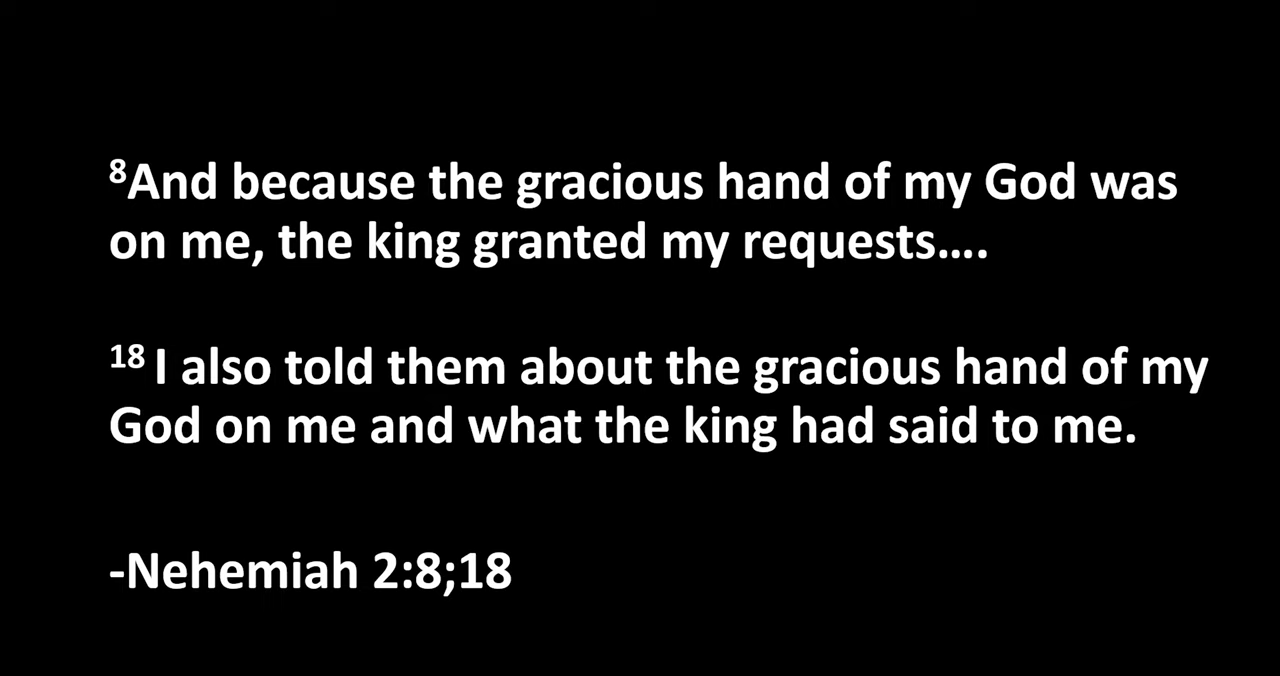 8And because the gracious hand of my God was
on me, the king granted my requests....
18 I also told them about the gracious hand of my
God on me and what the king had said to me.
-Nehemiah 2:8;18